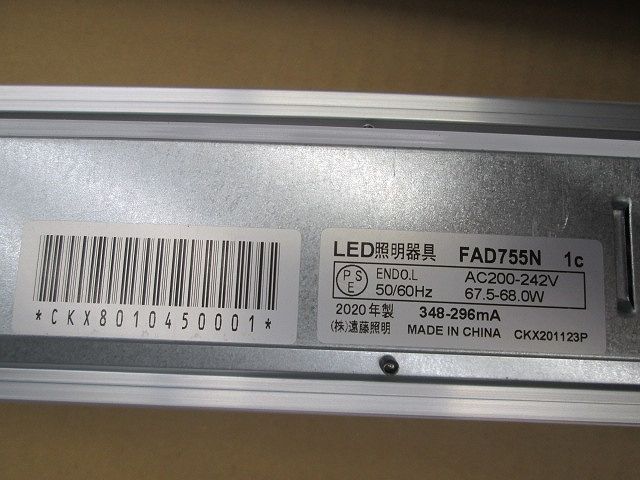 *CKX8010450001*
LED照明器具 FAD755N 1c
PSE ENDO.L AC200-242V
50/60Hz 67.5-68.0W
2020年製 348-296mA
(株)遠藤照明 MADE IN CHINA CKX201123P